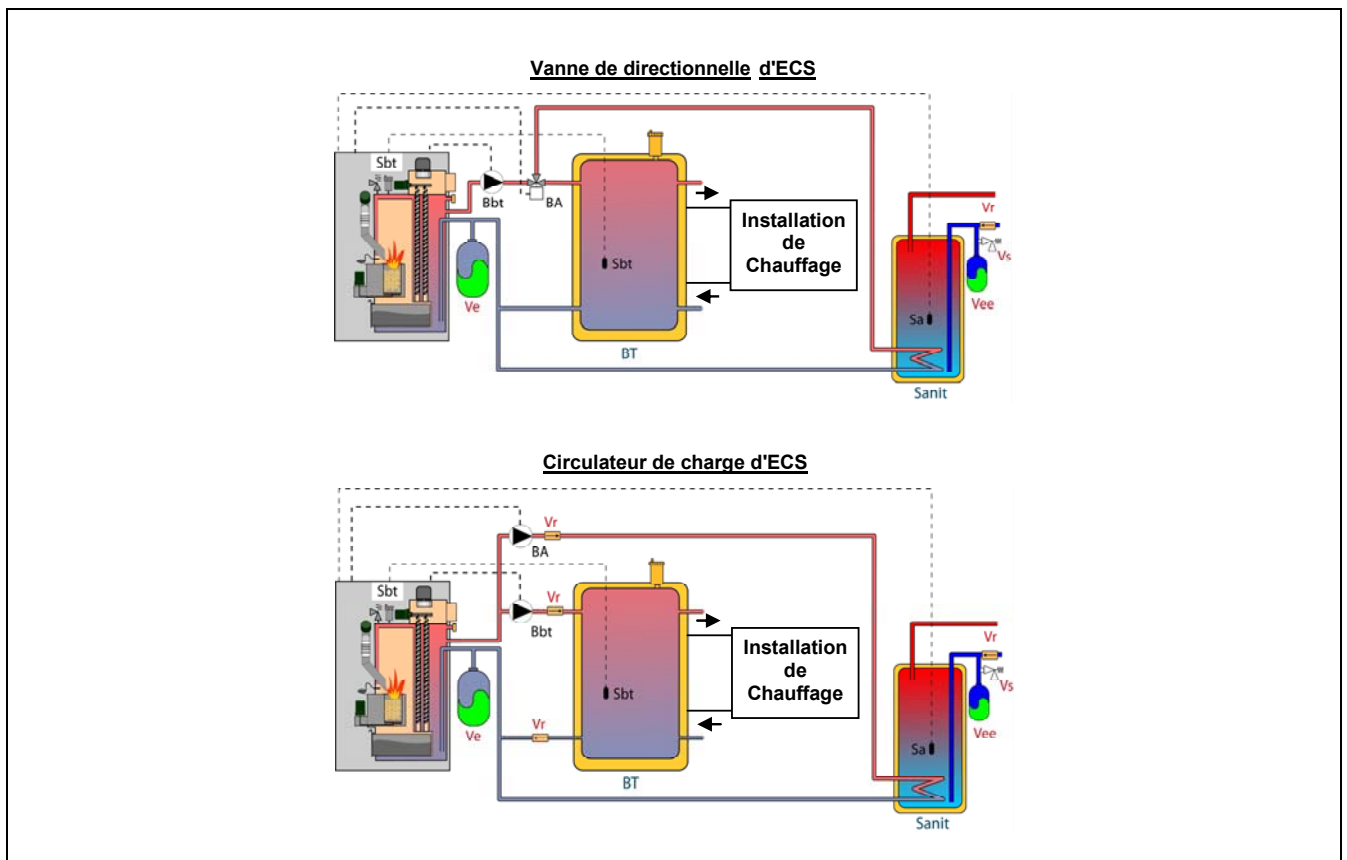 Vanne de directionnelle d'ECS
Sbt
Bbt
BA
Ve
Sbt
BT
Installation
de
Chauffage
Vr
Vs
Vee
Sa
Sanit
Circulateur de charge d'ECS
Vr
BA
Sbt
Vr
Bbt
Ve
Vr
Sbt
BT
Installation
de
Chauffage
Vr
Vs
Vee
Sa
Sanit